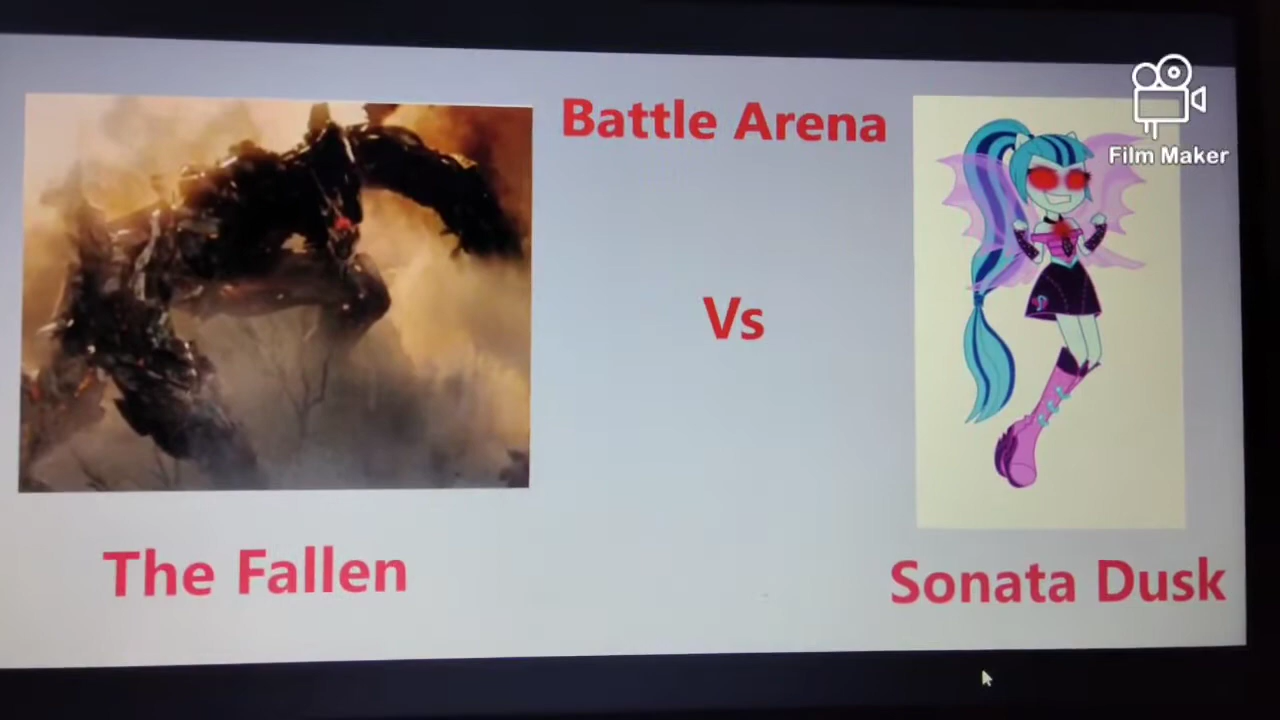 Battle Arena
Film Maker
Vs
The Fallen
Sonata Dusk